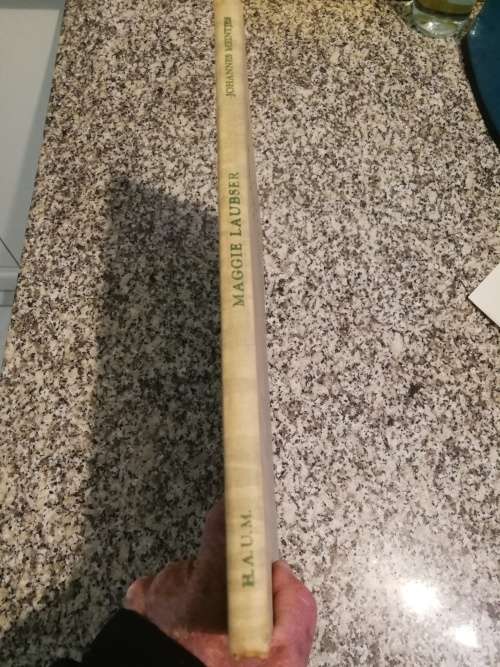 JOHANNES MEINTJES
MAGGIE LAUBSER
H.A.U.M.